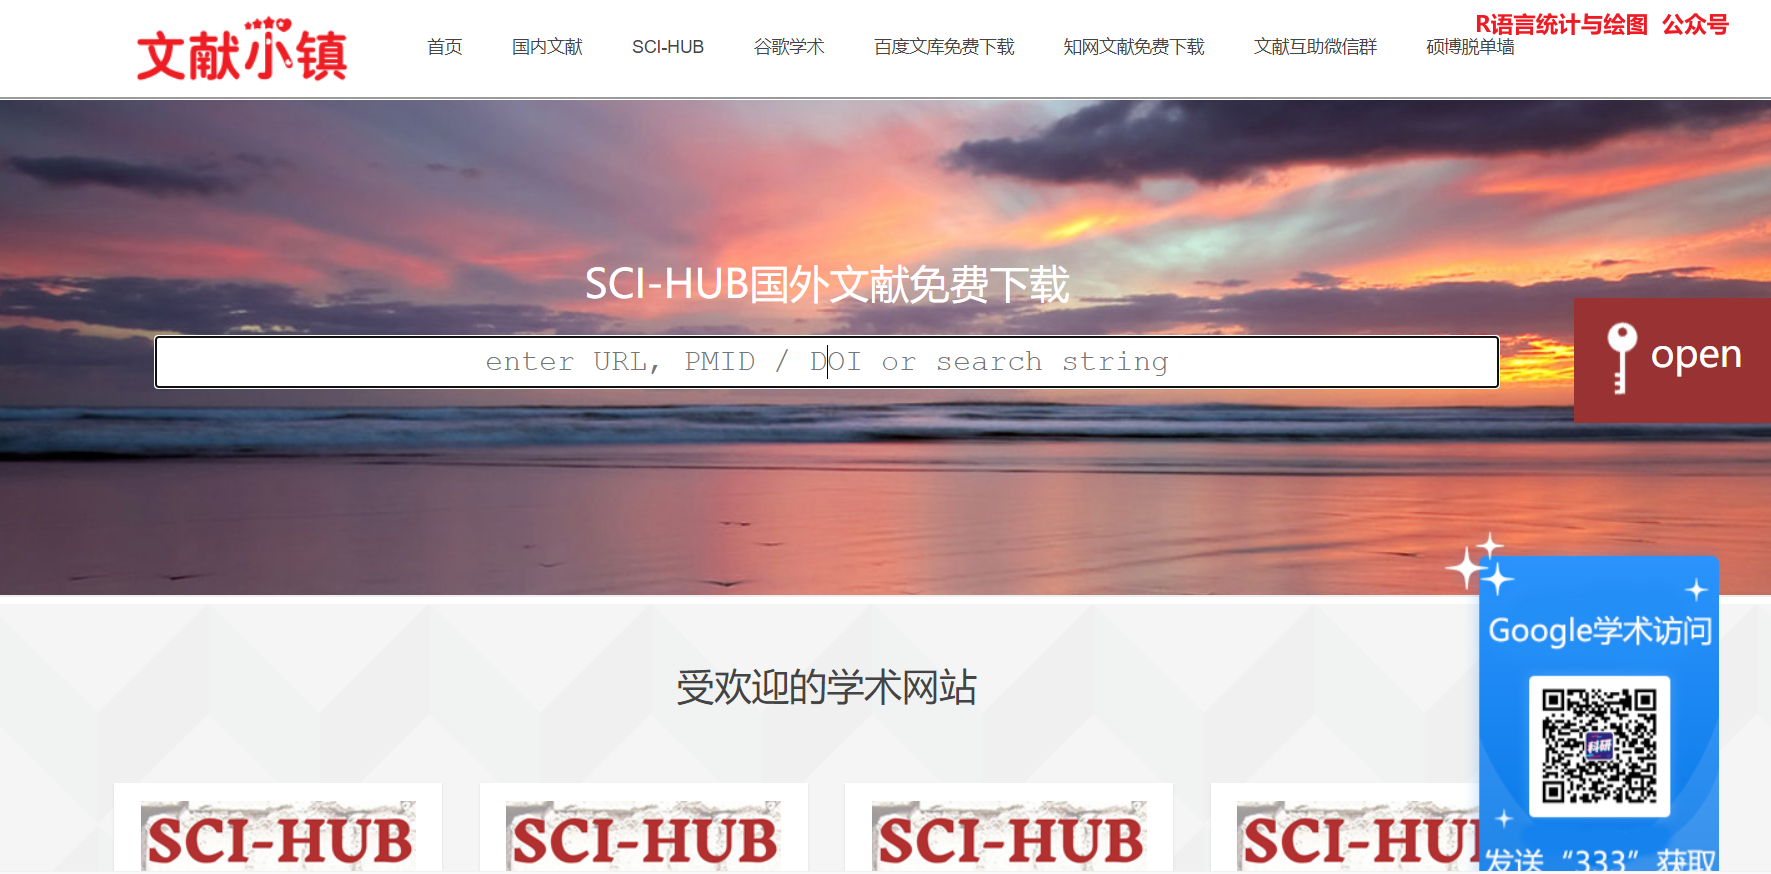 R语言统计与绘图 公众号
文献小镇
首页 国内文献 SCI-HUB 谷歌学术 百度文库免费下载 知网文献免费下载 文献互助微信群 硕博脱单墙
SCI-HUB国外文献免费下载
enter URL, PMID / DOI or search string
open
Google学术访问
科研
发送“333”获取
受欢迎的学术网站
SCI-HUB SCI-HUB SCI-HUB SCI-HU